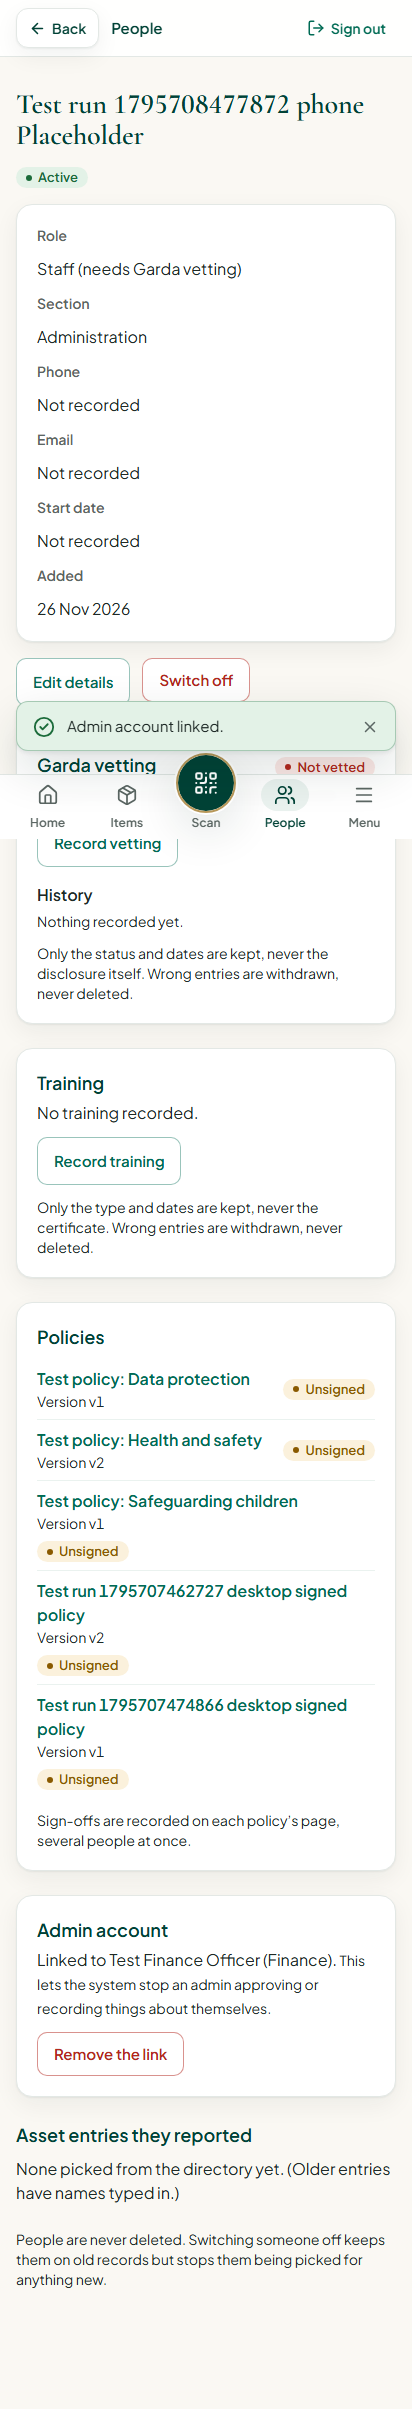 Back
People
Sign out
Test run 1795708477872 phone
Placeholder
Active
Role
Staff (needs Garda vetting)
Section
Administration
Phone
Not recorded
Email
Not recorded
Start date
Not recorded
Added
26 Nov 2026
Edit details
Switch off
Admin account linked.
Garda vetting
Not vetted
Home
Items
Scan
People
Menu
Record vetting
History
Nothing recorded yet.
Only the status and dates are kept, never the
disclosure itself. Wrong entries are withdrawn,
never deleted.
Training
No training recorded.
Record training
Only the type and dates are kept, never the
certificate. Wrong entries are withdrawn, never
deleted.
Policies
Test policy: Data protection
Version v1
Unsigned
Test policy: Health and safety
Version v2
Unsigned
Test policy: Safeguarding children
Version v1
Unsigned
Test run 1795707462727 desktop signed
policy
Version v2
Unsigned
Test run 1795707474866 desktop signed
policy
Version v1
Unsigned
Sign-offs are recorded on each policy's page,
several people at once.
Admin account
Linked to Test Finance Officer (Finance). This
lets the system stop an admin approving or
recording things about themselves.
Remove the link
Asset entries they reported
None picked from the directory yet. (Older entries
have names typed in.)
People are never deleted. Switching someone off keeps
them on old records but stops them being picked for
anything new.